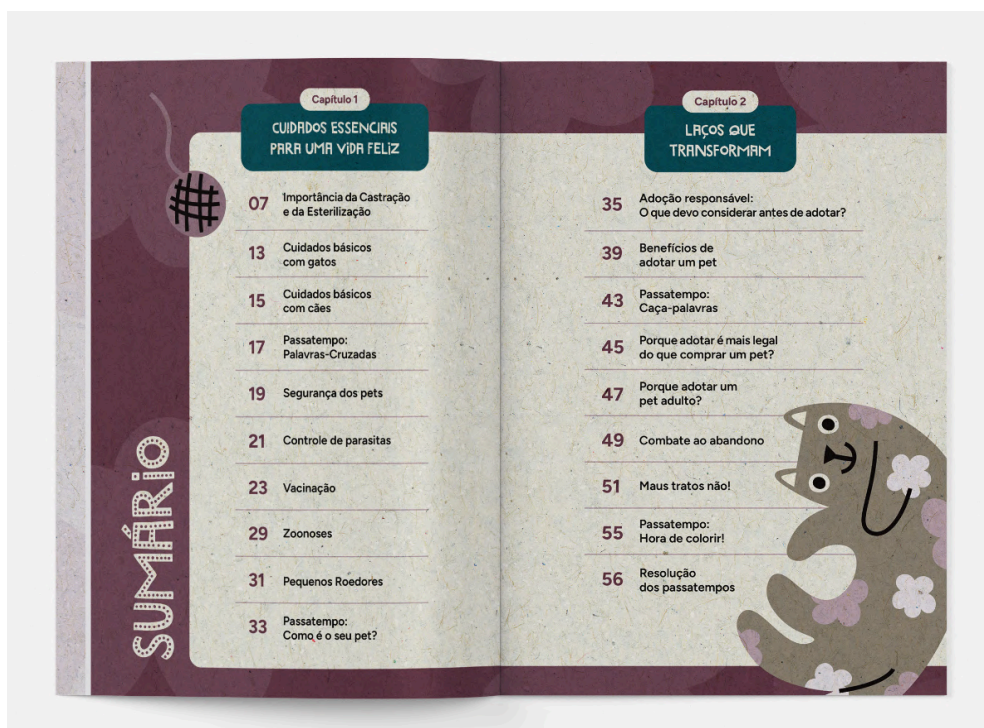 SUMÁRIO
Capítulo 1
CUIDADOS ESSENCIAIS
PARA UMA VIDA FELIZ
07 Importância da Castração
e da Esterilização
13 Cuidados básicos
com gatos
15 Cuidados básicos
com cães
17 Passatempo:
Palavras-Cruzadas
19 Segurança dos pets
21 Controle de parasitas
23 Vacinação
29 Zoonoses
31 Pequenos Roedores
33 Passatempo:
Como é o seu pet?
Capítulo 2
LAÇOS QUE
TRANSFORMAM
35 Adoção responsável:
O que devo considerar antes de adotar?
39 Benefícios de
adotar um pet
43 Passatempo:
Caça-palavras
45 Porque adotar é mais legal
do que comprar um pet?
47 Porque adotar um
pet adulto?
49 Combate ao abandono
51 Maus tratos não!
55 Passatempo:
Hora de colorir!
56 Resolução
dos passatempos